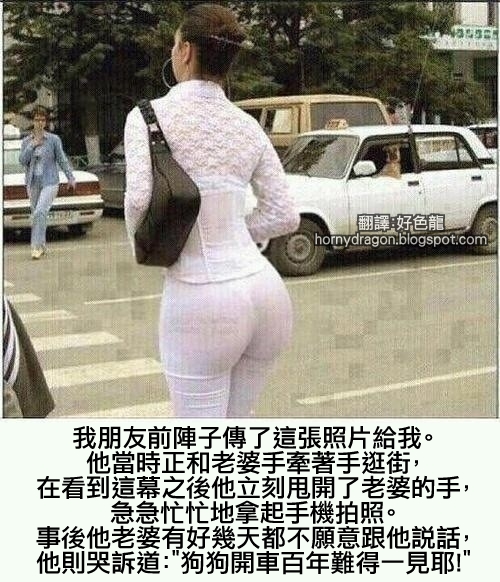 翻譯:好色龍
hornydragon.blogspot.com
我朋友前陣子傳了這張照片給我。
他當時正和老婆手牽著手逛街，
在看到這幕之後他立刻甩開了老婆的手，
急急忙忙地拿起手機拍照。
事後他老婆有好幾天都不願意跟他說話，
他則哭訴道:"狗狗開車百年難得一見耶!"